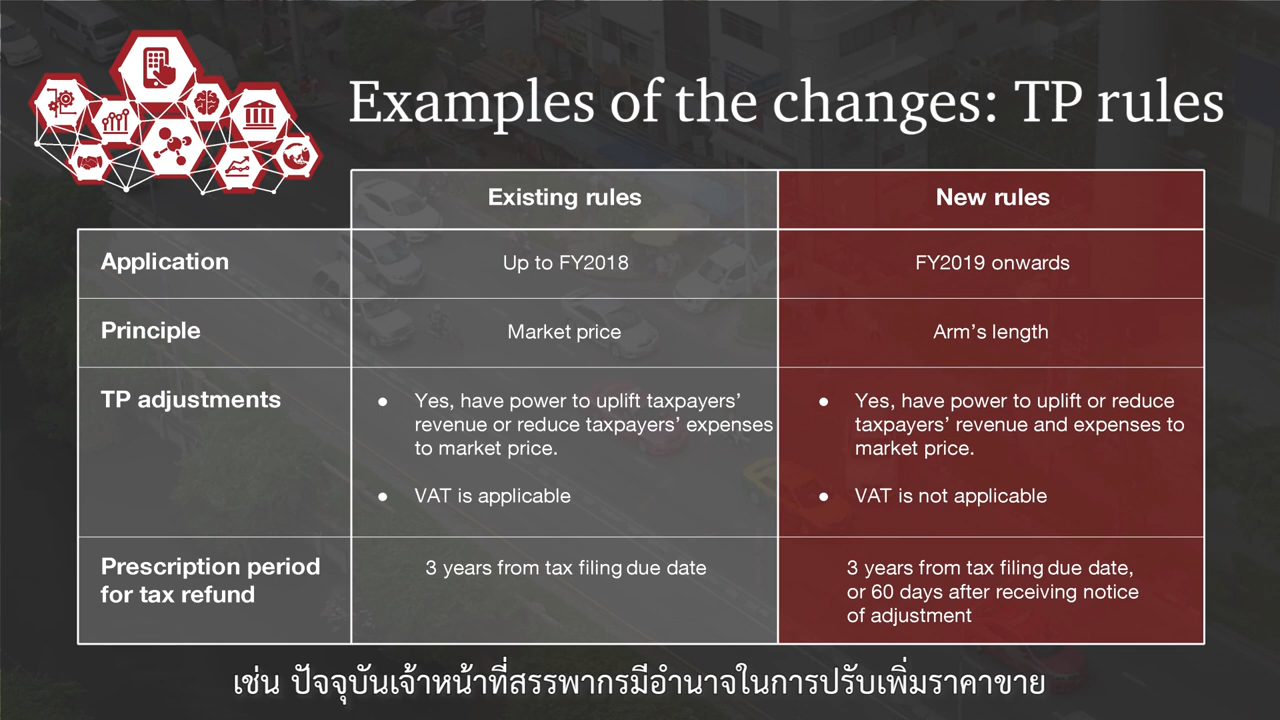 Examples of the changes: TP rules
Existing rules
New rules
Application
Up to FY2018
FY2019 onwards
Principle
Market price
Arm's length
TP adjustments
● Yes, have power to uplift taxpayers'
revenue or reduce taxpayers' expenses
to market price.
● VAT is applicable
● Yes, have power to uplift or reduce
taxpayers' revenue and expenses to
market price.
● VAT is not applicable
Prescription period
for tax refund
3 years from tax filing due date
3 years from tax filing due date,
or 60 days after receiving notice
of adjustment
เช่น ปัจจุบันเจ้าหน้าที่สรรพากรมีอำนาจในการปรับเพิ่มราคาขาย